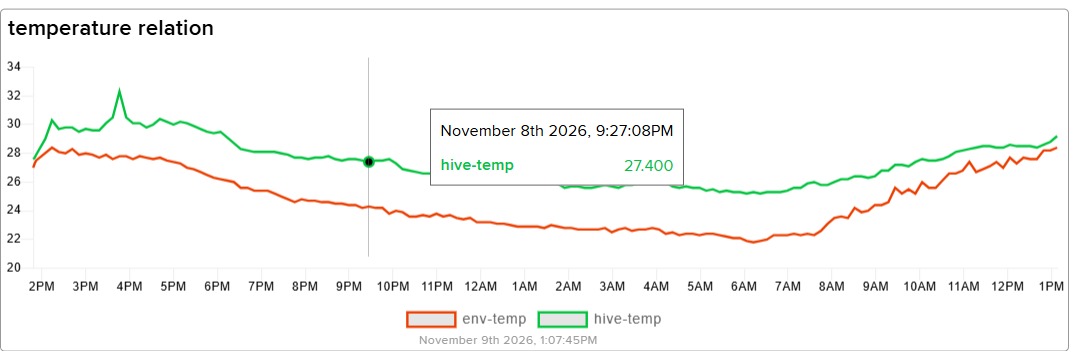 temperature relation
34
32
30
28
26
24
22
20
November 8th 2026, 9:27:08PM
hive-temp 27.400
2PM 3PM 4PM 5PM 6PM 7PM 8PM 9PM 10PM 11PM 12AM 1AM 2AM 3AM 4AM 5AM 6AM 7AM 8AM 9AM 10AM 11AM 12PM 1PM
env-temp hive-temp
November 9th 2026, 1:07:45PM